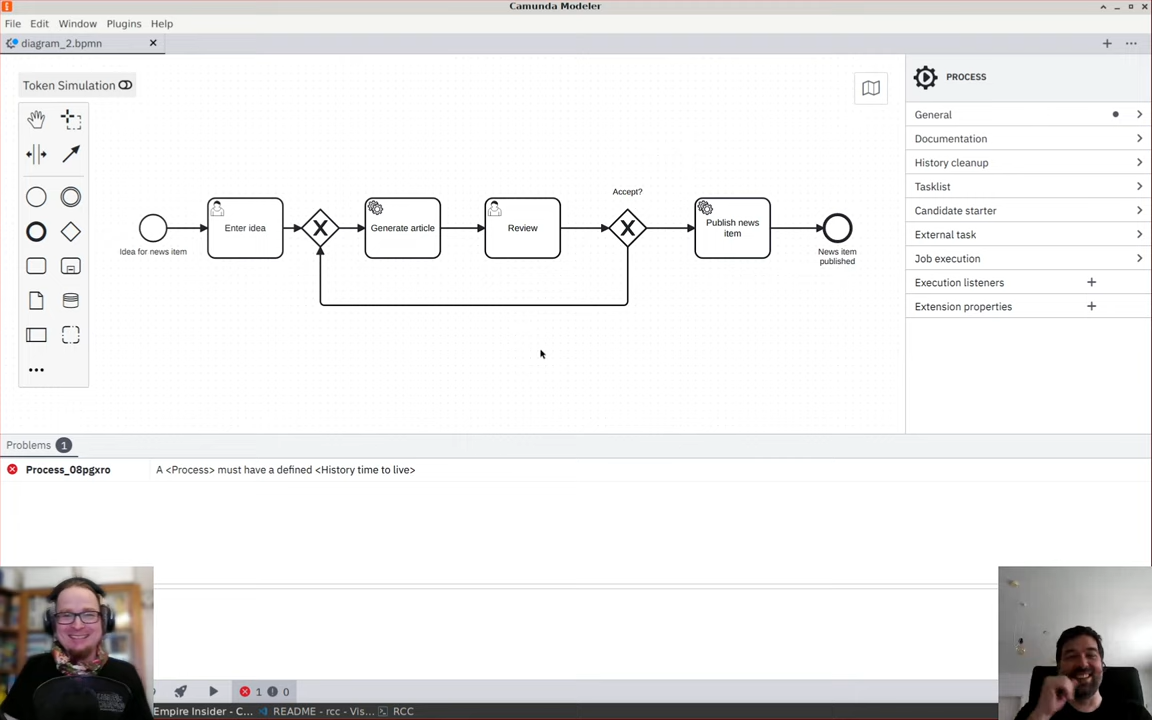 Camunda Modeler
File Edit Window Plugins Help
diagram_2.bpmn
Token Simulation
PROCESS
General
Documentation
History cleanup
Tasklist
Candidate starter
External task
Job execution
Execution listeners
Extension properties
Accept?
Enter idea
Generate article
Review
Publish news
item
Idea for news item
News item
published
Problems 1
Process_08pgxro A <Process> must have a defined <History time to live>
1 0
Empire Insider - C... README - rcc - Vis... RCC